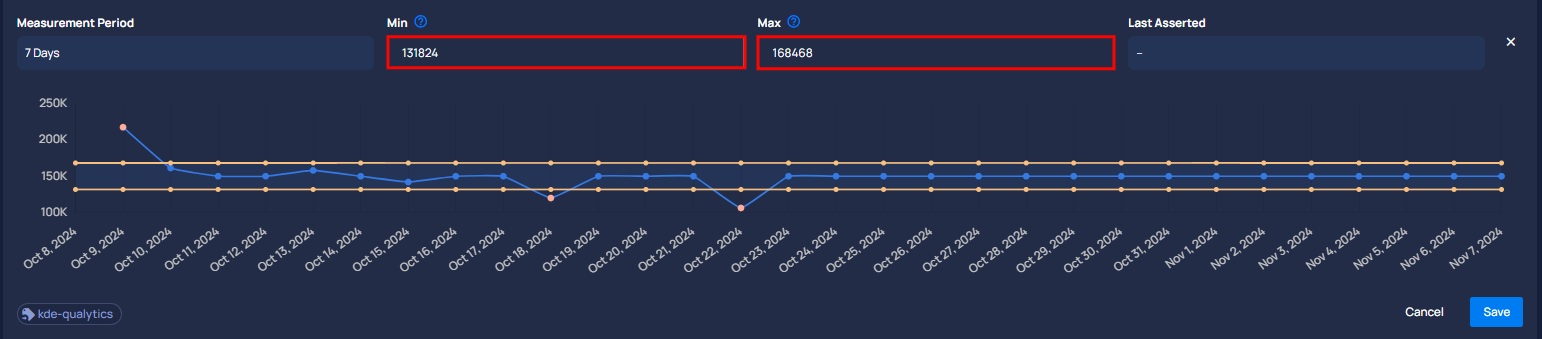 Measurement Period
Min ?
Max ?
Last Asserted
7 Days
131824
168468
–
×
250K
200K
150K
100K
Oct 8, 2024
Oct 9, 2024
Oct 10, 2024
Oct 11, 2024
Oct 12, 2024
Oct 13, 2024
Oct 14, 2024
Oct 15, 2024
Oct 16, 2024
Oct 17, 2024
Oct 18, 2024
Oct 19, 2024
Oct 20, 2024
Oct 21, 2024
Oct 22, 2024
Oct 23, 2024
Oct 24, 2024
Oct 25, 2024
Oct 26, 2024
Oct 27, 2024
Oct 28, 2024
Oct 29, 2024
Oct 30, 2024
Oct 31, 2024
Nov 1, 2024
Nov 2, 2024
Nov 3, 2024
Nov 4, 2024
Nov 5, 2024
Nov 6, 2024
Nov 7, 2024
kde-qualytics
Cancel
Save